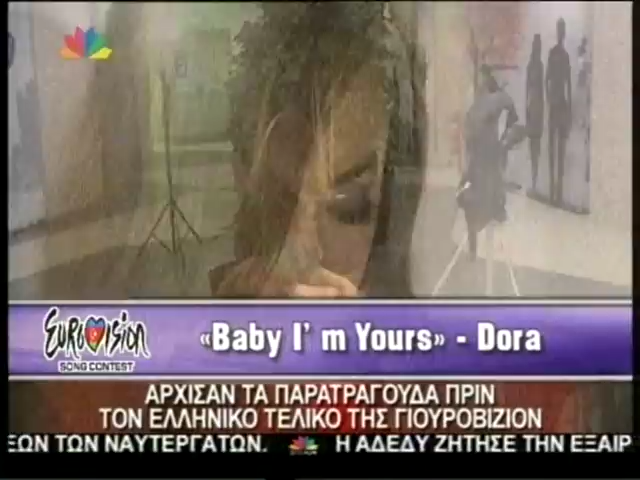 EUROVISION
SONG CONTEST
«Baby I' m Yours» - Dora
ΑΡΧΙΣΑΝ ΤΑ ΠΑΡΑΤΡΑΓΟΥΔΑ ΠΡΙΝ
ΤΟΝ ΕΛΛΗΝΙΚΟ ΤΕΛΙΚΟ ΤΗΣ ΓΙΟΥΡΟΒΙΖΙΟΝ
ΕΩΝ ΤΩΝ ΝΑΥΤΕΡΓΑΤΩΝ. Η ΑΔΕΔΥ ΖΗΤΗΣΕ ΤΗΝ ΕΞΑΙΡ